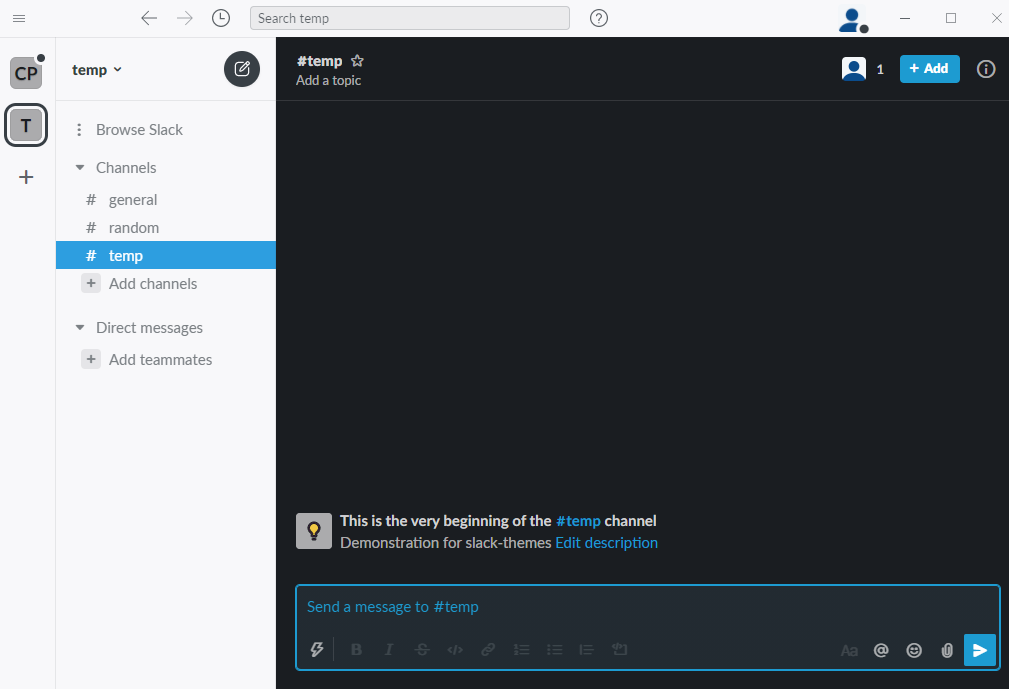 Search temp
CP
T
temp
Browse Slack
Channels
# general
# random
# temp
+ Add channels
Direct messages
+ Add teammates
#temp
Add a topic
1
+ Add
This is the very beginning of the #temp channel
Demonstration for slack-themes Edit description
Send a message to #temp
B I S </> Aa @